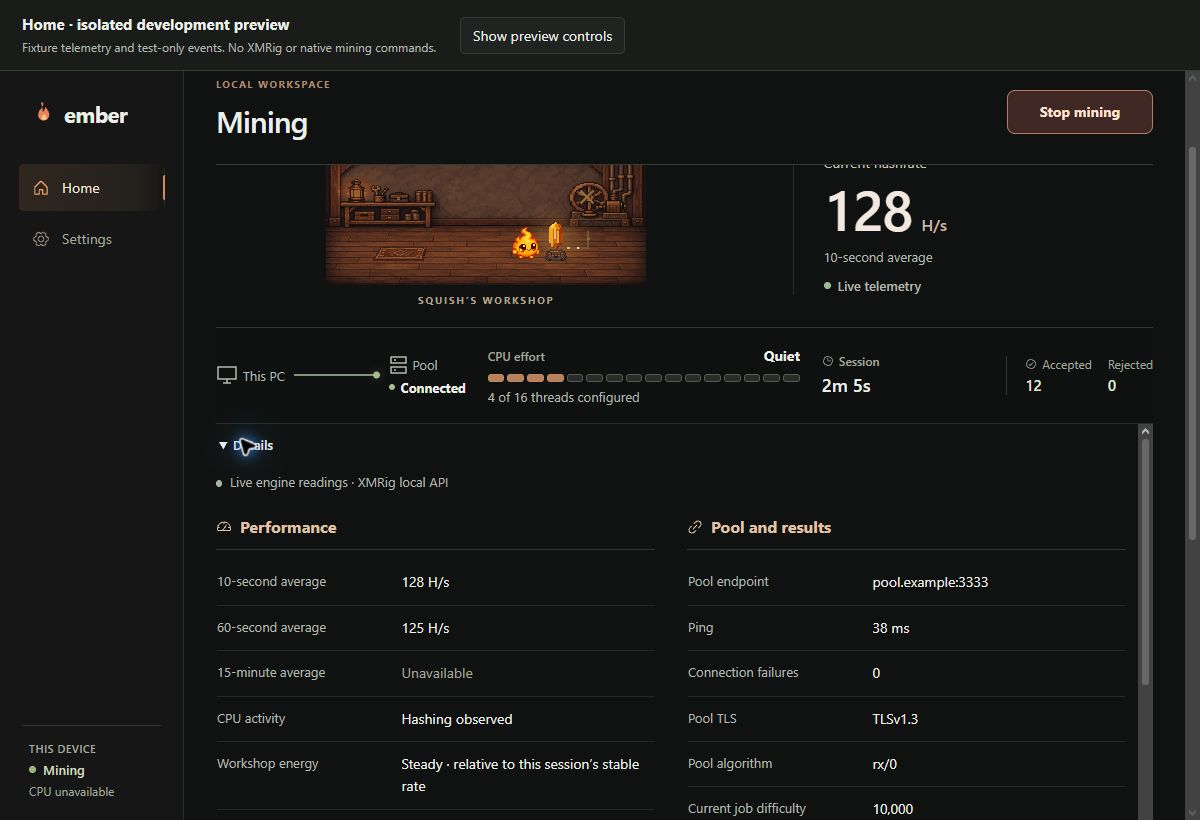 Home · isolated development preview
Fixture telemetry and test-only events. No XMRig or native mining commands.
Show preview controls
ember
Home
Settings
THIS DEVICE
Mining
CPU unavailable
LOCAL WORKSPACE
Mining
Stop mining
SQUISH'S WORKSHOP
Current hashrate
128 H/s
10-second average
Live telemetry
This PC
Pool
Connected
CPU effort
Quiet
4 of 16 threads configured
Session
2m 5s
Accepted
12
Rejected
0
Details
Live engine readings · XMRig local API
Performance
10-second average
128 H/s
60-second average
125 H/s
15-minute average
Unavailable
CPU activity
Hashing observed
Workshop energy
Steady · relative to this session's stable
rate
Pool and results
Pool endpoint
pool.example:3333
Ping
38 ms
Connection failures
0
Pool TLS
TLSv1.3
Pool algorithm
rx/0
Current job difficulty
10,000